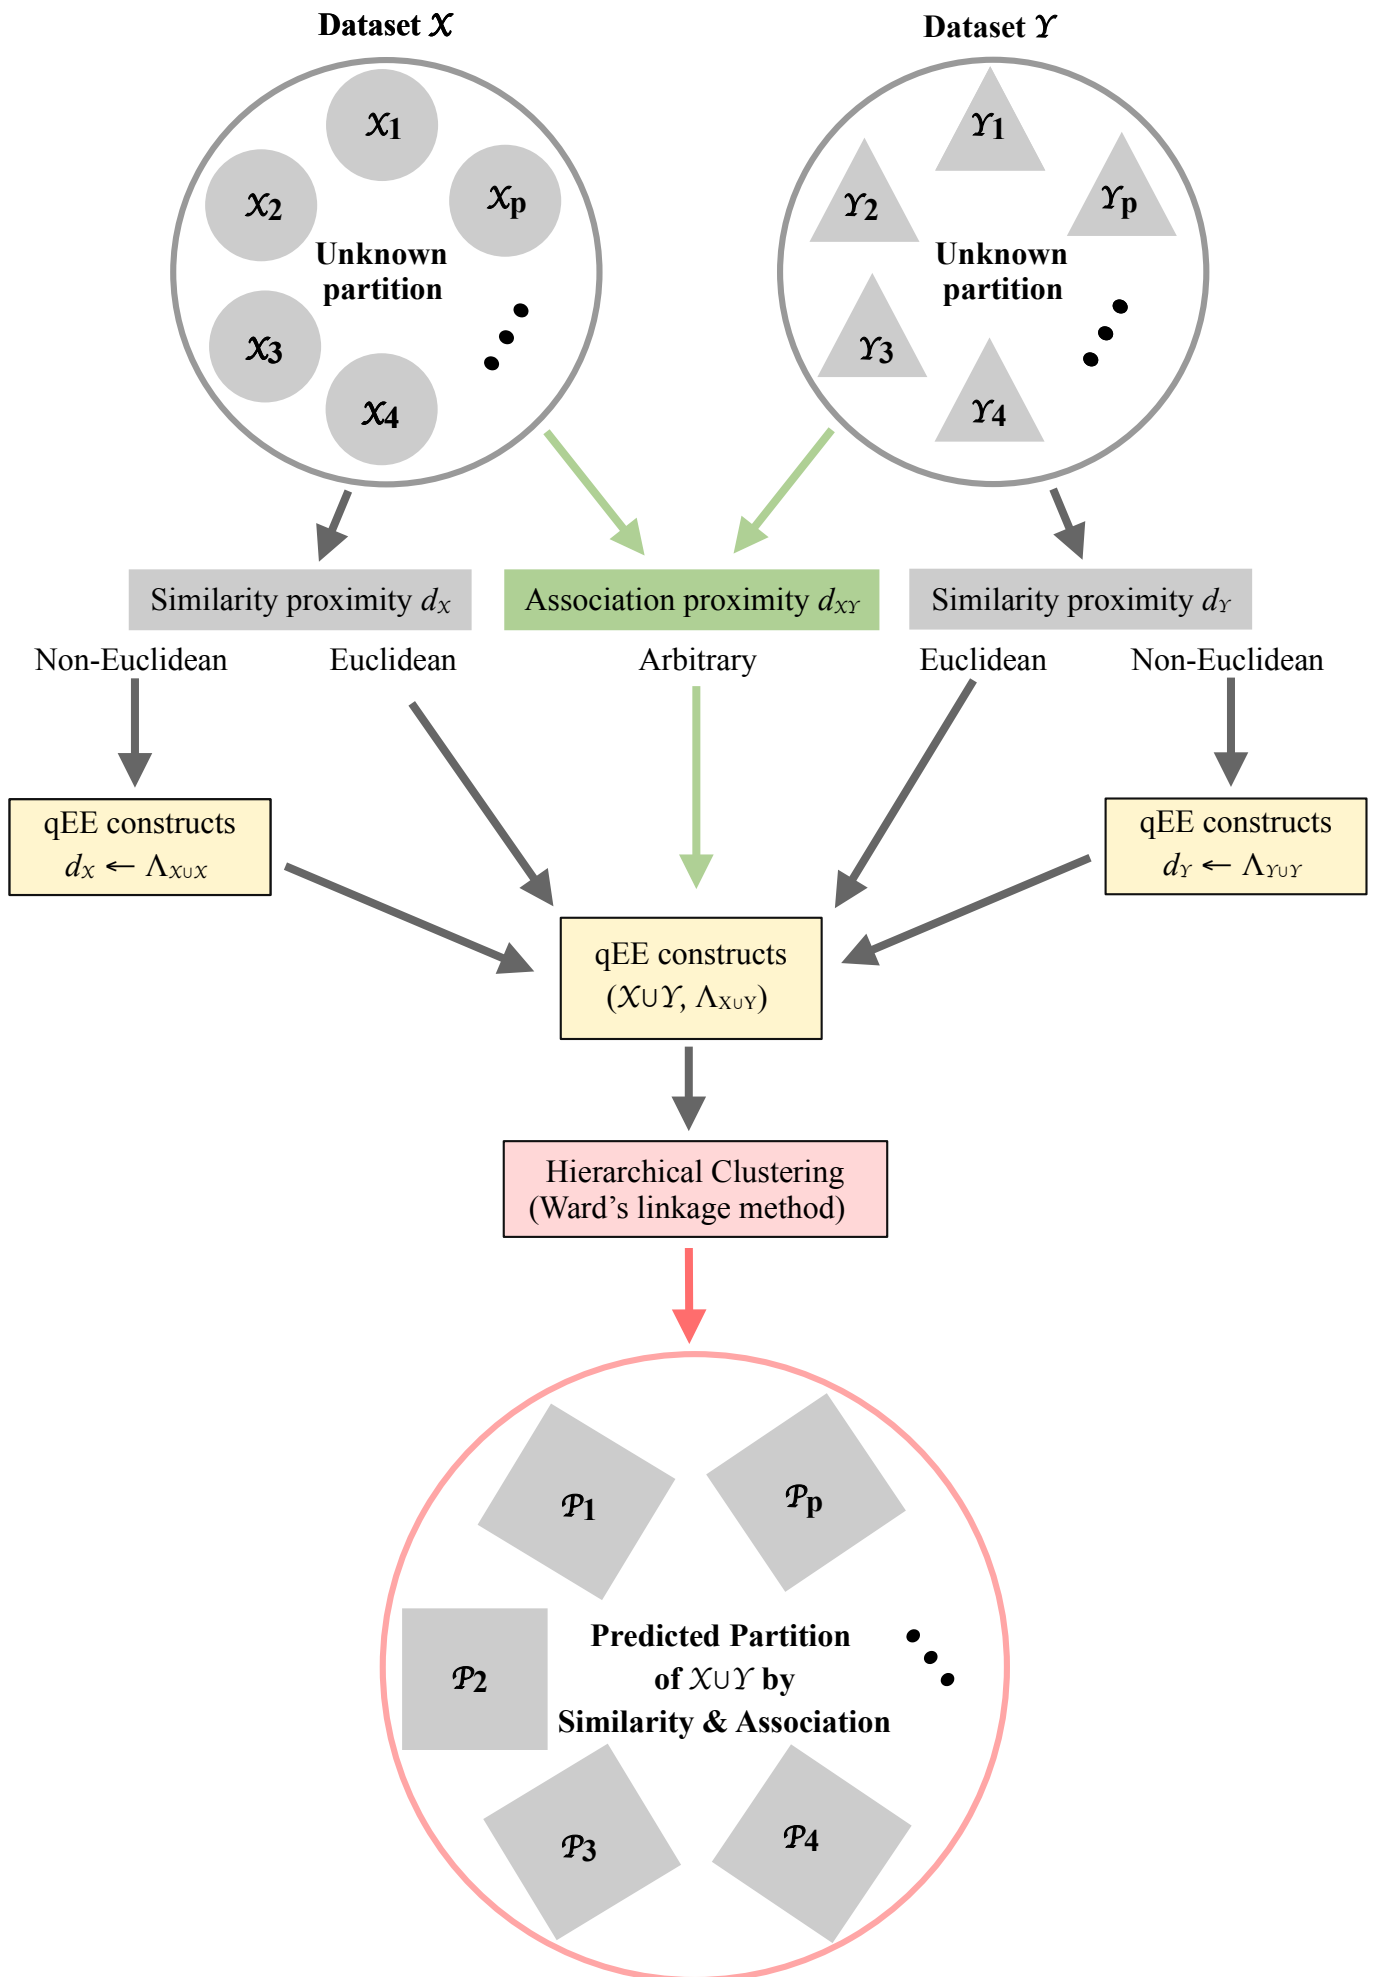 Dataset 𝒳
Dataset 𝒴
𝒳1
𝒳2
𝒳p
Unknown
partition
𝒳3
𝒳4
𝒴1
𝒴2
𝒴p
Unknown
partition
𝒴3
𝒴4
Similarity proximity d𝒳
Association proximity d𝒳𝒴
Similarity proximity d𝒴
Non-Euclidean
Euclidean
Arbitrary
Euclidean
Non-Euclidean
qEE constructs
d𝒳 ← Λ𝒳∪𝒳
qEE constructs
d𝒴 ← Λ𝒴∪𝒴
qEE constructs
(𝒳∪𝒴, ΛX∪Y)
Hierarchical Clustering
(Ward’s linkage method)
𝒫1
𝒫p
𝒫2
Predicted Partition
of 𝒳∪𝒴 by
Similarity & Association
𝒫3
𝒫4